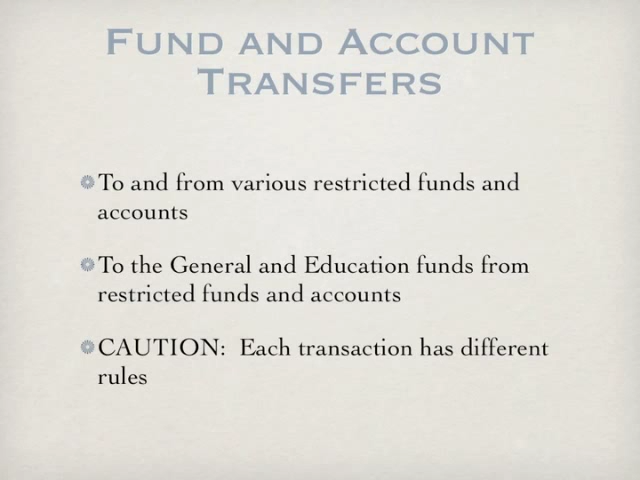 FUND AND ACCOUNT
TRANSFERS
To and from various restricted funds and
accounts
To the General and Education funds from
restricted funds and accounts
CAUTION:  Each transaction has different
rules